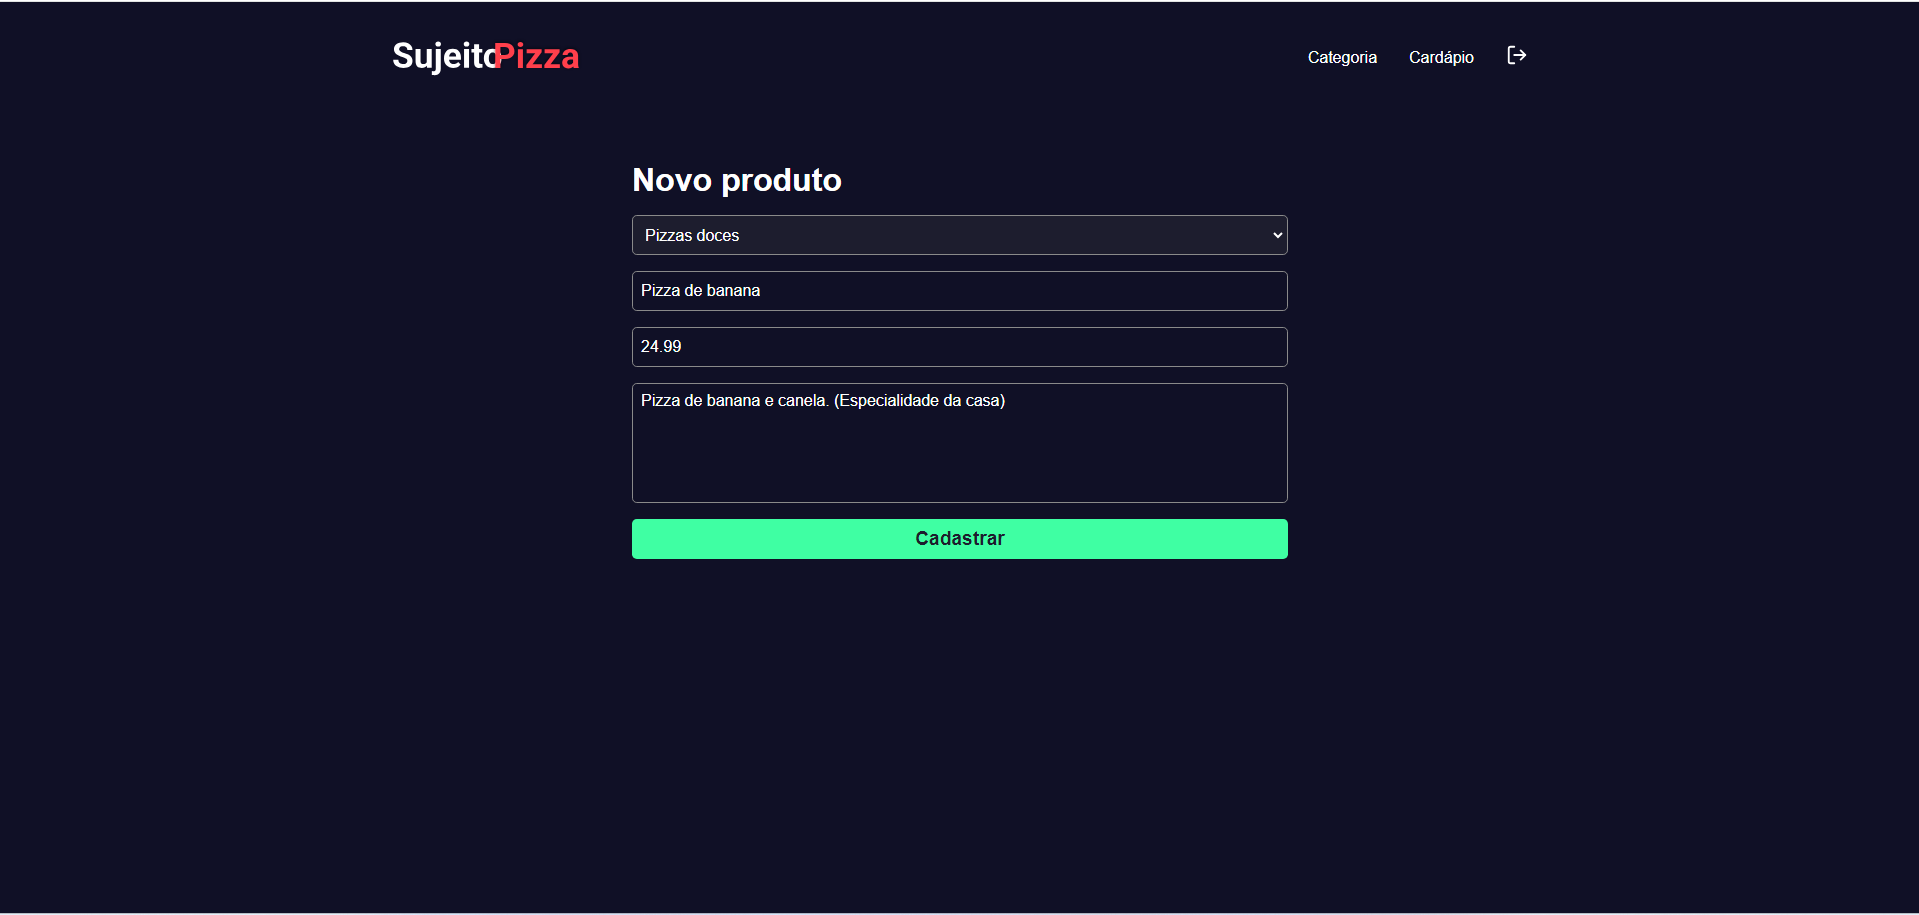 SujeitoPizza
Categoria
Cardápio
Novo produto
Pizzas doces
Pizza de banana
24.99
Pizza de banana e canela. (Especialidade da casa)
Cadastrar